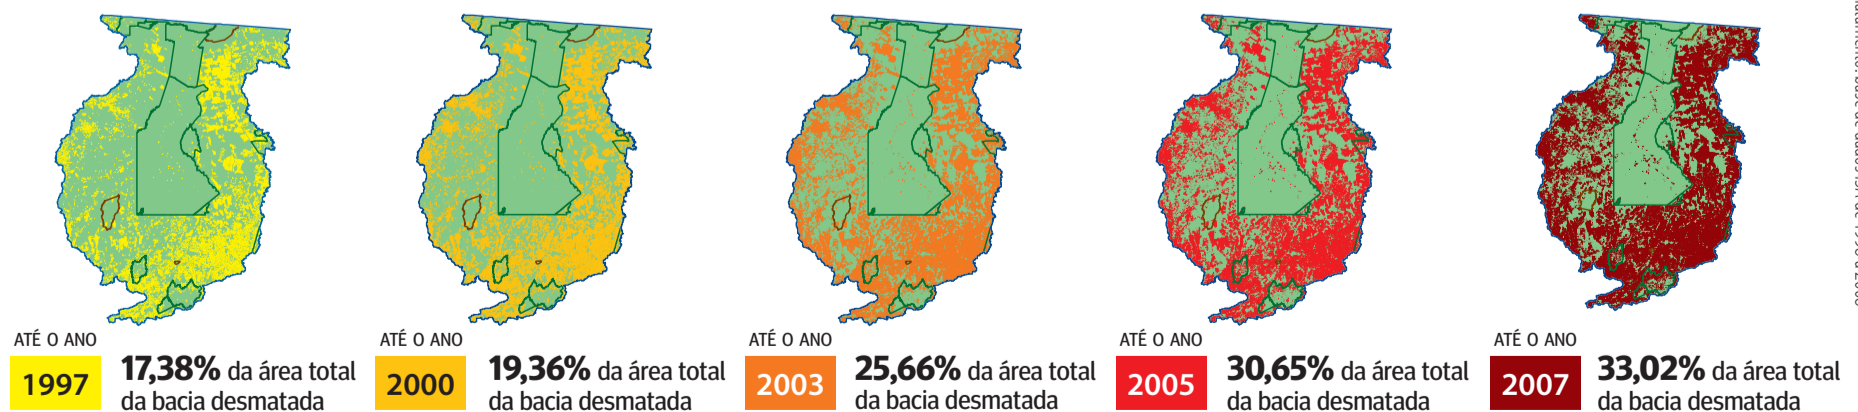 ATÉ O ANO
1997
17,38% da área total
da bacia desmatada
ATÉ O ANO
2000
19,36% da área total
da bacia desmatada
ATÉ O ANO
2003
25,66% da área total
da bacia desmatada
ATÉ O ANO
2005
30,65% da área total
da bacia desmatada
ATÉ O ANO
2007
33,02% da área total
da bacia desmatada